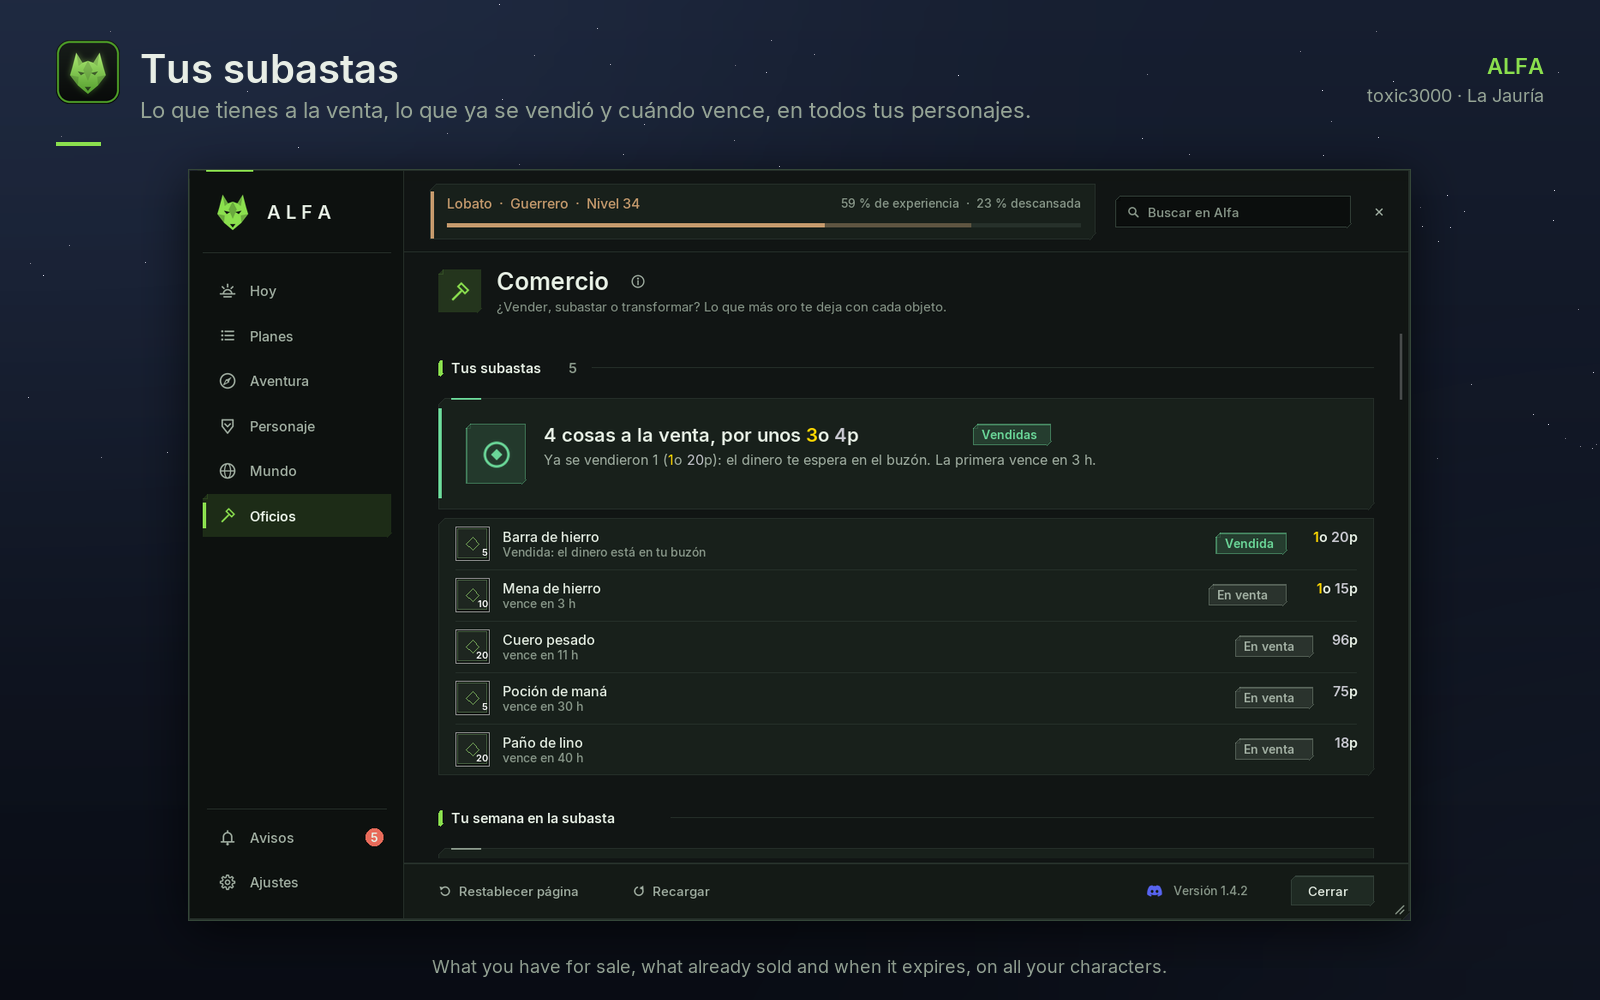 Tus subastas
Lo que tienes a la venta, lo que ya se vendió y cuándo vence, en todos tus personajes.
ALFA
toxic3000 · La Jauría
ALFA
Lobato · Guerrero · Nivel 34
59 % de experiencia · 23 % descansada
Buscar en Alfa
Hoy
Planes
Aventura
Personaje
Mundo
Oficios
Avisos
5
Ajustes
Comercio
¿Vender, subastar o transformar? Lo que más oro te deja con cada objeto.
Tus subastas 5
4 cosas a la venta, por unos 3o 4p
Vendidas
Ya se vendieron 1 (1o 20p): el dinero te espera en el buzón. La primera vence en 3 h.
5
Barra de hierro
Vendida: el dinero está en tu buzón
Vendida
1o 20p
10
Mena de hierro
vence en 3 h
En venta
1o 15p
20
Cuero pesado
vence en 11 h
En venta
96p
5
Poción de maná
vence en 30 h
En venta
75p
20
Paño de lino
vence en 40 h
En venta
18p
Tu semana en la subasta
Restablecer página
Recargar
Versión 1.4.2
Cerrar
What you have for sale, what already sold and when it expires, on all your characters.